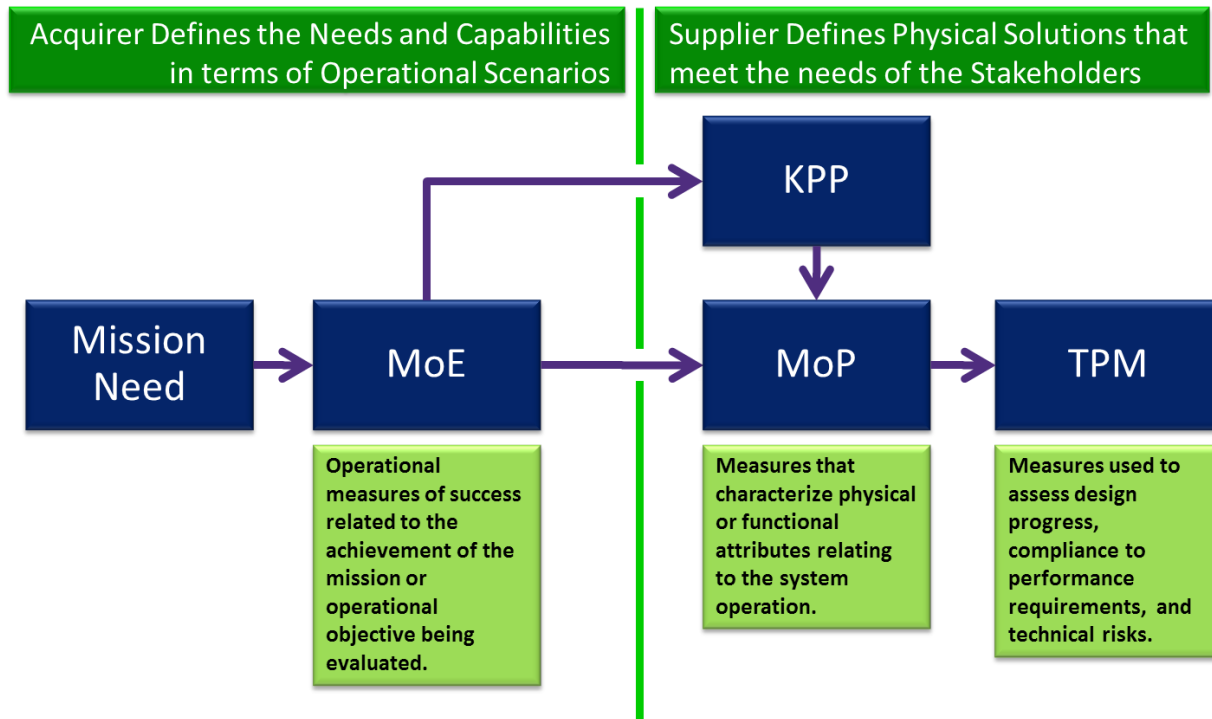 Acquirer Defines the Needs and Capabilities
in terms of Operational Scenarios
Supplier Defines Physical Solutions that
meet the needs of the Stakeholders
KPP
Mission
Need
MoE
MoP
TPM
Operational
measures of success
related to the
achievement of the
mission or
operational
objective being
evaluated.
Measures that
characterize physical
or functional
attributes relating
to the system
operation.
Measures used to
assess design
progress,
compliance to
performance
requirements, and
technical risks.